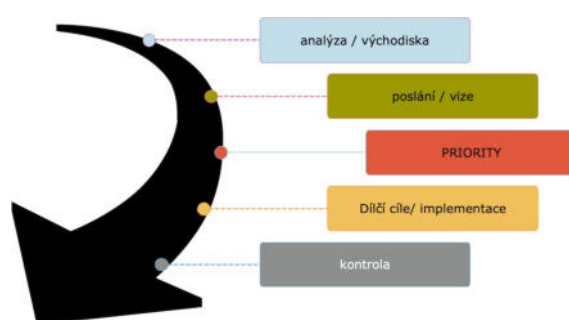 analýza / východiska
poslání / vize
PRIORITY
Dílčí cíle/ implementace
kontrola